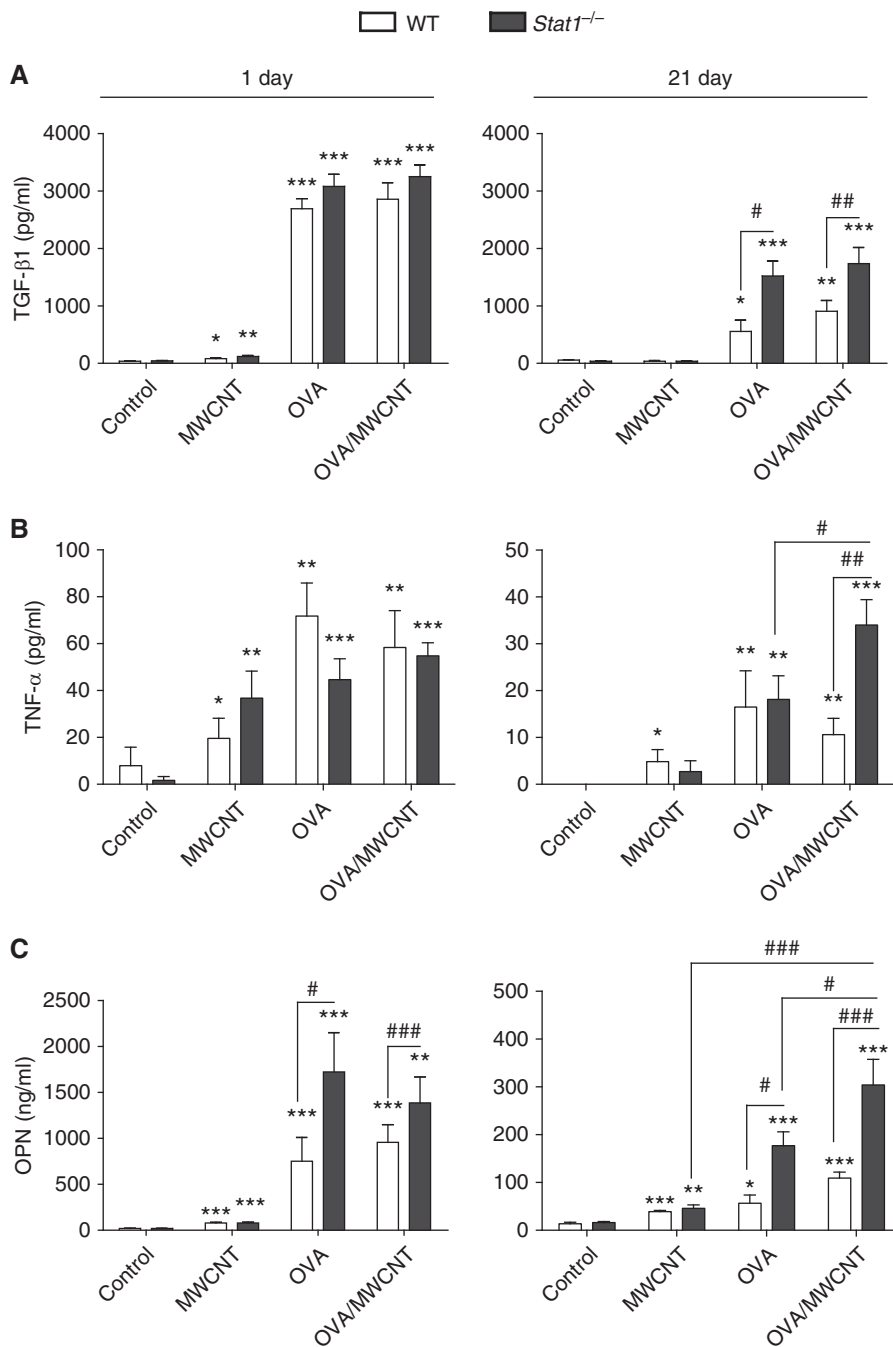 WT Stat1–/–
A
1 day 21 day
TGF-β1 (pg/ml)
4000
3000
2000
1000
0
* ** *** *** *** ***
Control MWCNT OVA OVA/MWCNT
4000
3000
2000
1000
0
# ##
* *** ** ***
Control MWCNT OVA OVA/MWCNT
B
TNF-α (pg/ml)
100
80
60
40
20
0
* ** ** *** ** ***
Control MWCNT OVA OVA/MWCNT
50
40
30
20
10
0
#
##
* ** ** ** ***
Control MWCNT OVA OVA/MWCNT
C
OPN (ng/ml)
2500
2000
1500
1000
500
0
# ###
*** *** *** *** *** **
Control MWCNT OVA OVA/MWCNT
500
400
300
200
100
0
###
#
###
#
*** ** * *** *** ***
Control MWCNT OVA OVA/MWCNT